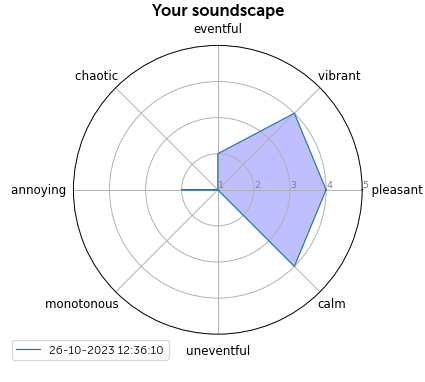 Your soundscape
eventful
chaotic
vibrant
annoying
1 2 3 4 5
pleasant
monotonous
calm
uneventful
26-10-2023 12:36:10